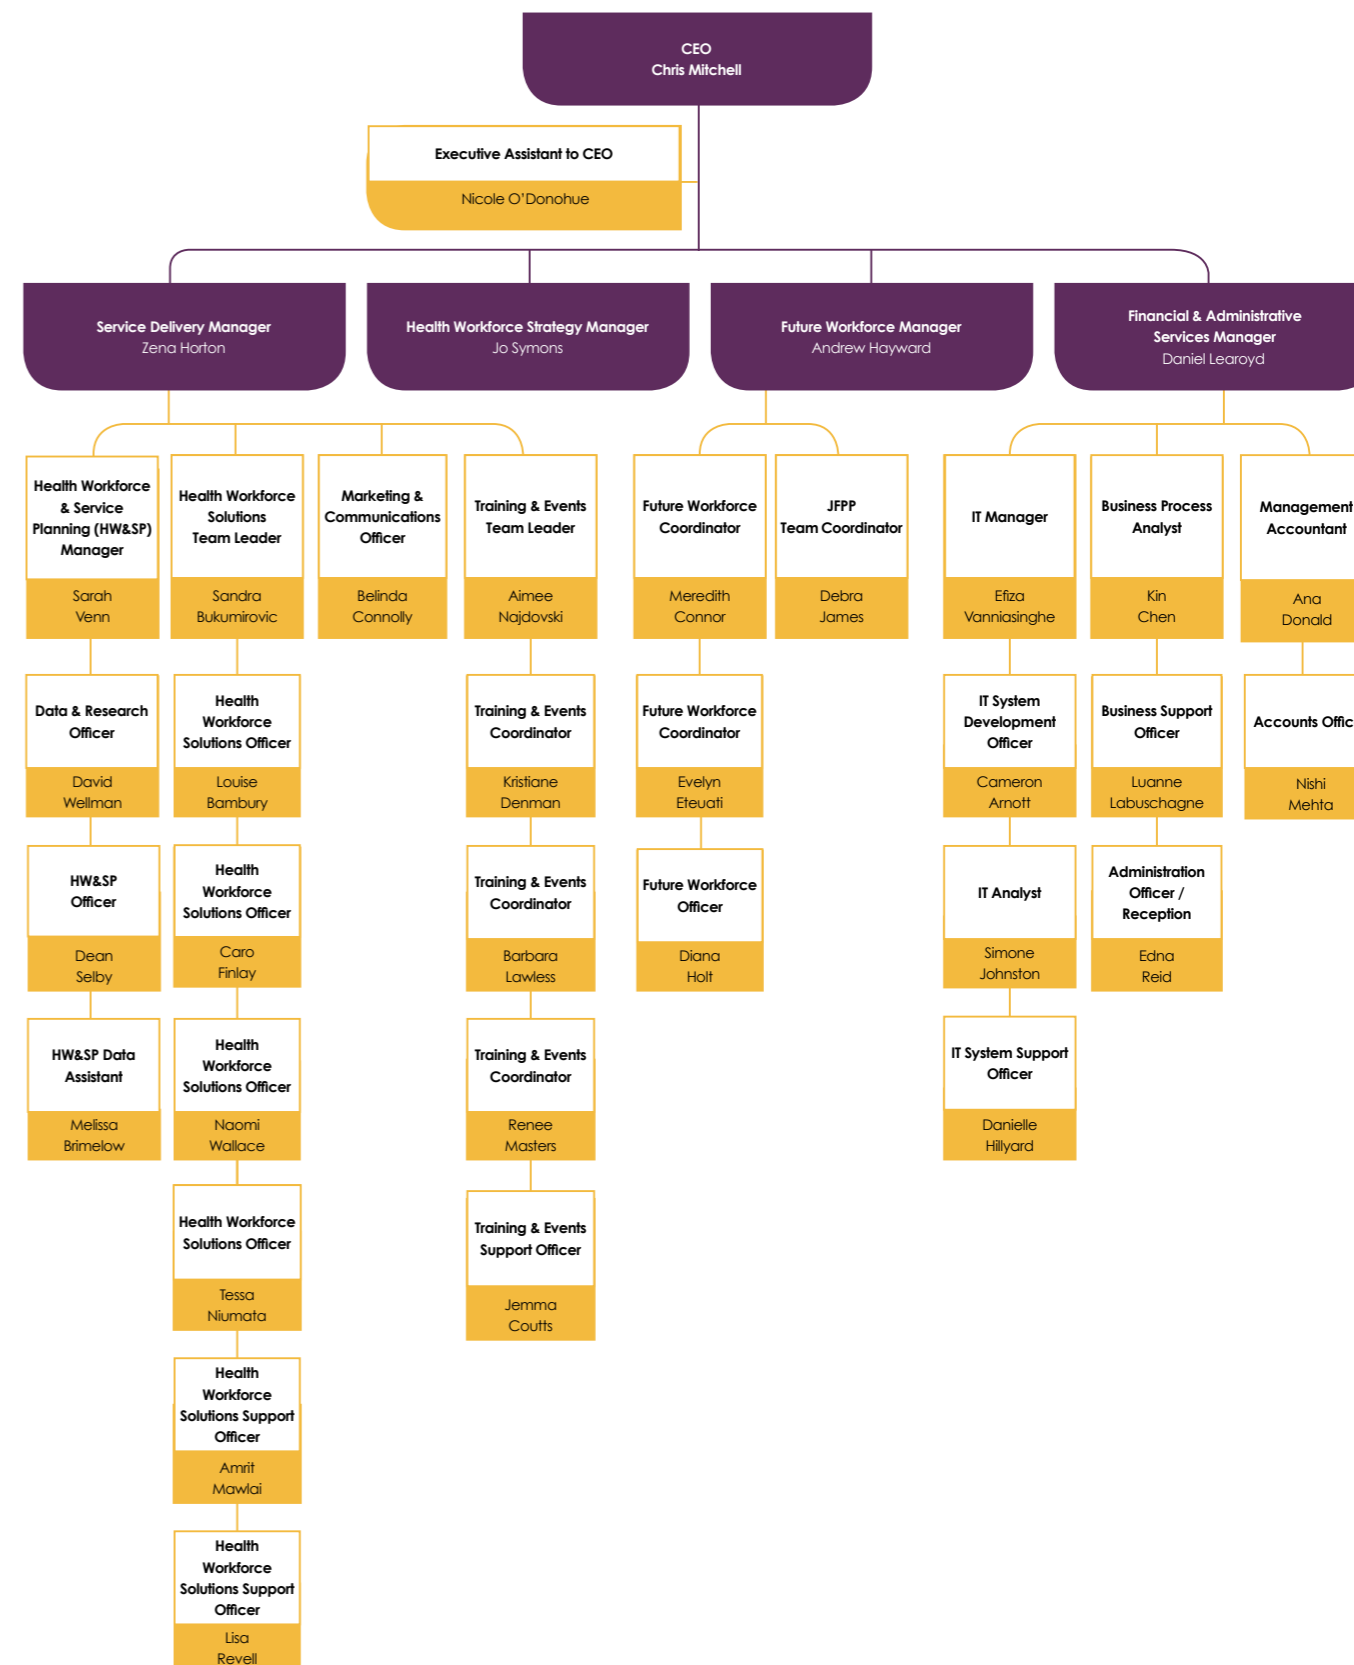 CEO
Chris Mitchell
Executive Assistant to CEO
Nicole O'Donohue
Service Delivery Manager
Zena Horton
Health Workforce Strategy Manager
Jo Symons
Future Workforce Manager
Andrew Hayward
Financial & Administrative
Services Manager
Daniel Learoyd
Health Workforce
& Service
Planning (HW&SP)
Manager
Sarah
Venn
Health Workforce
Solutions
Team Leader
Sandra
Bukumirovic
Marketing &
Communications
Officer
Belinda
Connolly
Training & Events
Team Leader
Aimee
Najdovski
Future Workforce
Coordinator
Meredith
Connor
JFPP
Team Coordinator
Debra
James
IT Manager
Efiza
Vanniasinghe
Business Process
Analyst
Kin
Chen
Management
Accountant
Ana
Donald
Data & Research
Officer
David
Wellman
Health
Workforce
Solutions Officer
Louise
Bambury
Training & Events
Coordinator
Kristiane
Denman
Future Workforce
Coordinator
Evelyn
Eteuati
IT System
Development
Officer
Cameron
Arnott
Business Support
Officer
Luanne
Labuschagne
Accounts Offic
Nishi
Mehta
HW&SP
Officer
Dean
Selby
Health
Workforce
Solutions Officer
Caro
Finlay
Training & Events
Coordinator
Barbara
Lawless
Future Workforce
Officer
Diana
Holt
IT Analyst
Simone
Johnston
Administration
Officer /
Reception
Edna
Reid
HW&SP Data
Assistant
Melissa
Brimelow
Health
Workforce
Solutions Officer
Naomi
Wallace
Training & Events
Coordinator
Renee
Masters
IT System Support
Officer
Danielle
Hillyard
Health Workforce
Solutions Officer
Tessa
Niumata
Training & Events
Support Officer
Jemma
Coutts
Health
Workforce
Solutions Support
Officer
Amrit
Mawlai
Health
Workforce
Solutions Support
Officer
Lisa
Revell